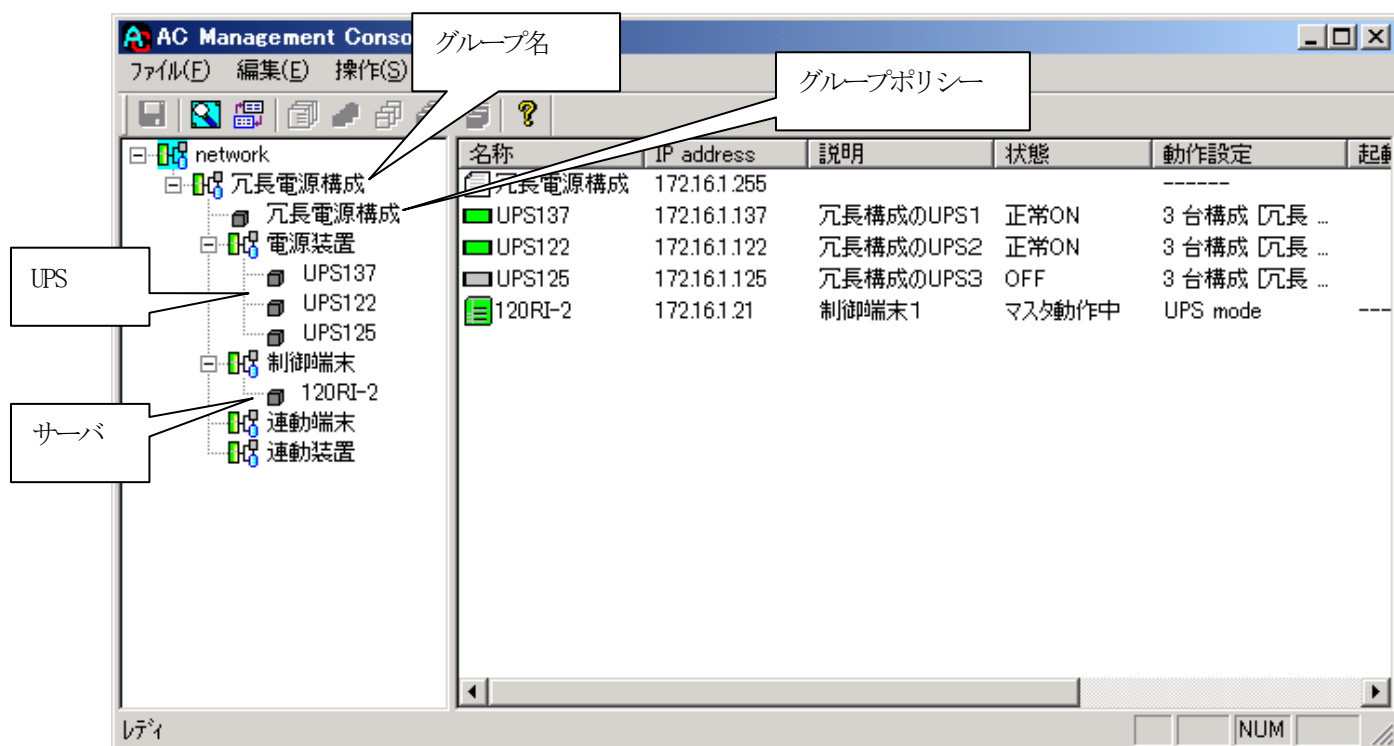 AC Management Conso
グループ名
ファイル(F) 編集(E) 操作(S)
グループポリシー
network
冗長電源構成
冗長電源構成
電源装置
UPS137
UPS122
UPS125
制御端末
120RI-2
連動端末
連動装置
UPS
サーバ
名称 IP address 説明 状態 動作設定
冗長電源構成 172.16.1.255 ------
UPS137 172.16.1.137 冗長構成のUPS1 正常ON 3 台構成 [冗長 ...
UPS122 172.16.1.122 冗長構成のUPS2 正常ON 3 台構成 [冗長 ...
UPS125 172.16.1.125 冗長構成のUPS3 OFF 3 台構成 [冗長 ...
120RI-2 172.16.1.21 制御端末1 マスタ動作中 UPS mode ---
レディ NUM